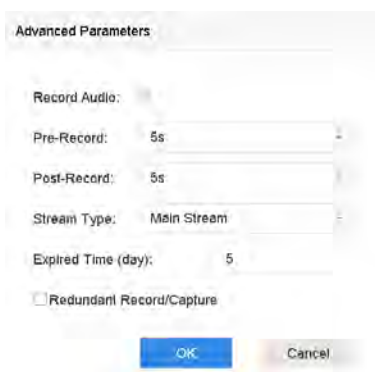 Advanced Parameters
Record Audio:
Pre-Record: 5s
Post-Record: 5s
Stream Type: Main Stream
Expired Time (day): 5
Redundant Record/Capture
OK Cancel